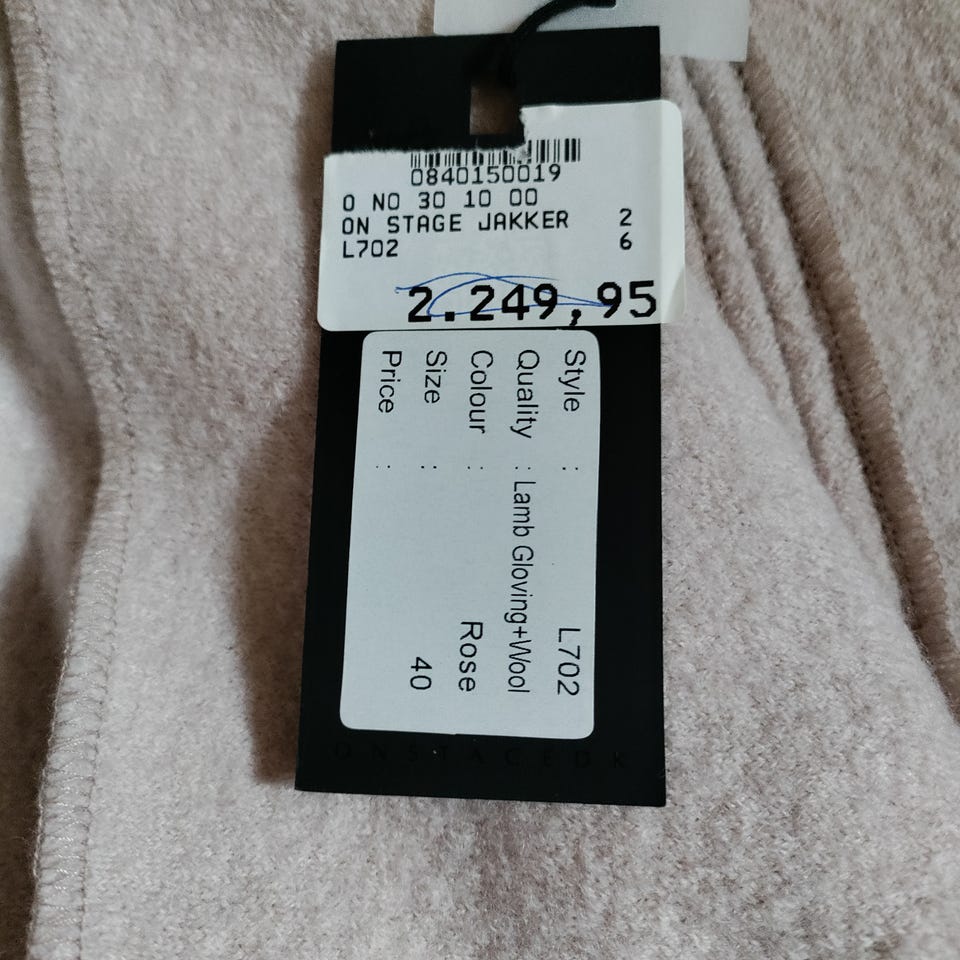 0840150019
0 NO 30 10 00
ON STAGE JAKKER 2
L702 6
2.249,95
Style : L702
Quality : Lamb Gloving+Wool
Colour : Rose
Size : 40
Price :
ONSTAGEDK